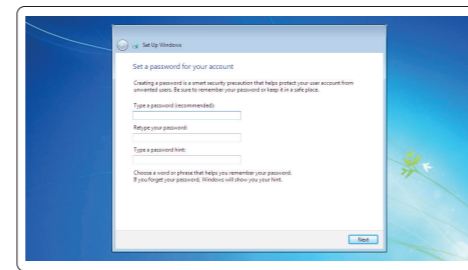 Set Up Windows
Set a password for your account
Creating a password is a smart security precaution that helps protect your user account from
unwanted users. Be sure to remember your password or keep it in a safe place.
Type a password (recommended):
Retype your password:
Type a password hint:
Choose a word or phrase that helps you remember your password.
If you forget your password, Windows will show you your hint.
Next